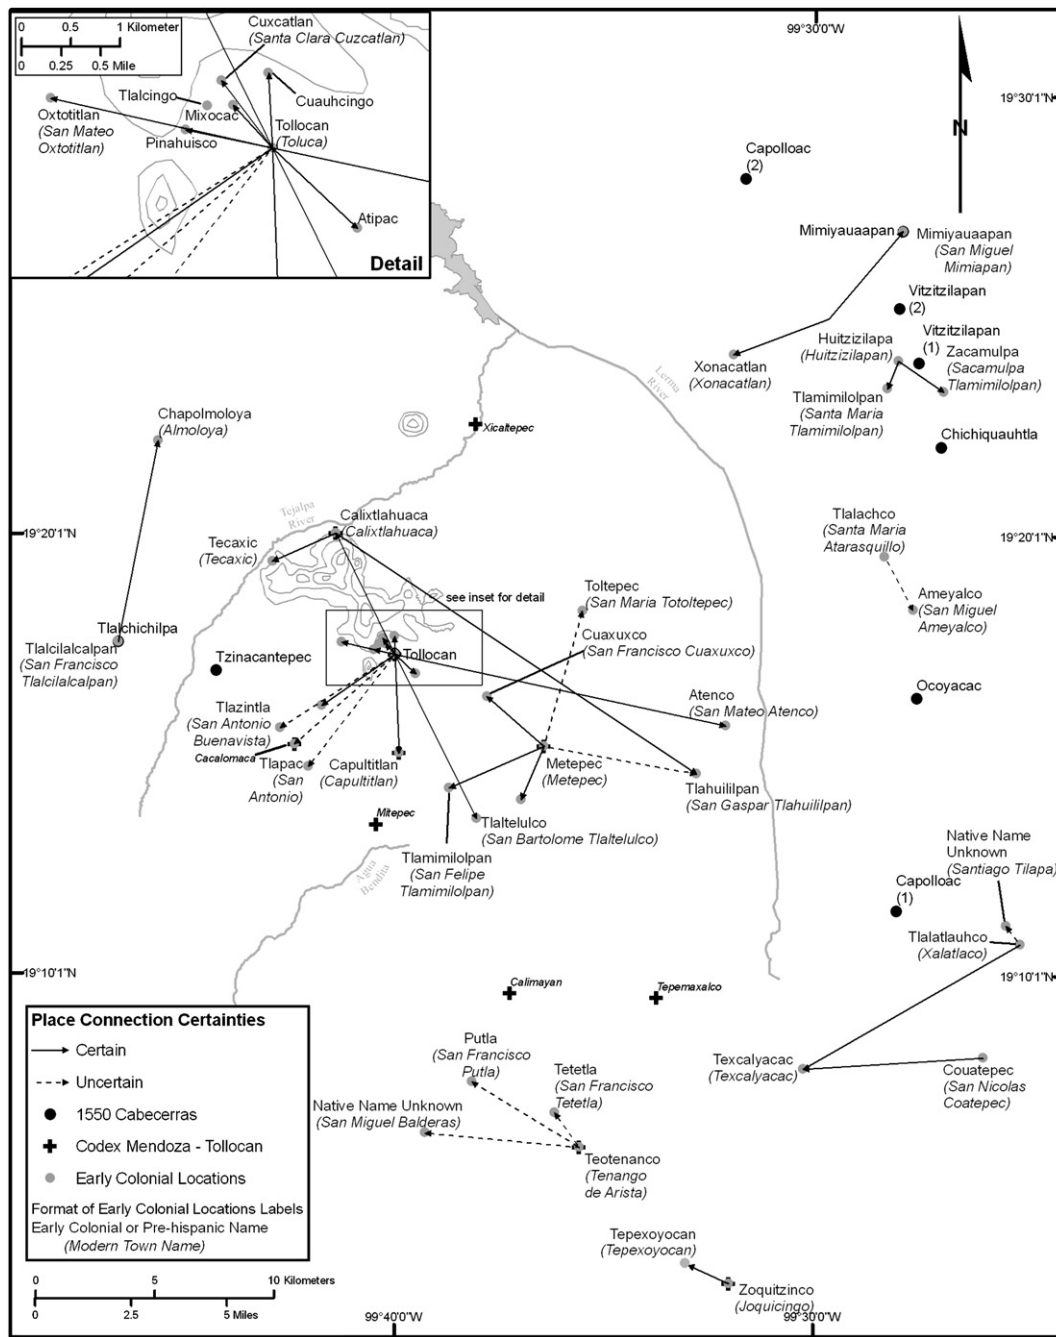 0 0.5 1 Kilometer
0 0.25 0.5 Mile
Cuxcatlan
(Santa Clara Cuzcatlan)
Tlalcingo
Mixocac
Cuauhcingo
Oxtotitlan
(San Mateo
Oxtotitlan)
Pinahuisco
Tollocan
(Toluca)
Atipac
Detail
99°30'0"W
19°30'1"N
N
Capolloac
(2)
Mimiyauaapan
Mimiyauaapan
(San Miguel
Mimiapan)
Vitzitzilapan
(2)
Vitzitzilapan
(1)
Huitzizilapa
(Huitzizilapan)
Zacamulpa
(Sacamulpa
Tlamimilolpan)
Xonacatlan
(Xonacatlan)
Tlamimilolpan
(Santa Maria
Tlamimilolpan)
Lerma
River
Chapolmoloya
(Almoloya)
Xicaltepec
Chichiquauhtla
Tejalpa
River
Calixtlahuaca
(Calixtlahuaca)
Tecaxic
(Tecaxic)
19°20'1"N
19°20'1"N
Tlalachco
(Santa Maria
Atarasquillo)
Ameyalco
(San Miguel
Ameyalco)
see inset for detail
Toltepec
(San Maria Totoltepec)
Cuaxuxco
(San Francisco Cuaxuxco)
Tlalchichilpa
Tlalcilalcalpan
(San Francisco
Tlalcilalcalpan)
Tzinacantepec
Tollocan
Atenco
(San Mateo Atenco)
Ocoyacac
Tlazintla
(San Antonio
Buenavista)
Cacalomaca
Tlapac
(San
Antonio)
Capultitlan
(Capultitlan)
Metepec
(Metepec)
Tlahuililpan
(San Gaspar Tlahuililpan)
Mitepec
Tlaltelulco
(San Bartolome Tlaltelulco)
Tlamimilolpan
(San Felipe
Tlamimilolpan)
Agua
Bendita
Native Name
Unknown
(Santiago Tilapa)
Capolloac
(1)
Tlalatlauhco
(Xalatlaco)
19°10'1"N
19°10'1"N
Calimayan
Tepemaxalco
Texcalyacac
(Texcalyacac)
Couatepec
(San Nicolas
Coatepec)
Putla
(San Francisco
Putla)
Tetetla
(San Francisco
Tetetla)
Native Name Unknown
(San Miguel Balderas)
Teotenanco
(Tenango
de Arista)
Tepexoyocan
(Tepexoyocan)
Zoquitzinco
(Joquicingo)
Place Connection Certainties
Certain
Uncertain
1550 Cabecerras
Codex Mendoza - Tollocan
Early Colonial Locations
Format of Early Colonial Locations Labels
Early Colonial or Pre-hispanic Name
(Modern Town Name)
0 5 10 Kilometers
0 2.5 5 Miles
99°40'0"W
99°30'0"W